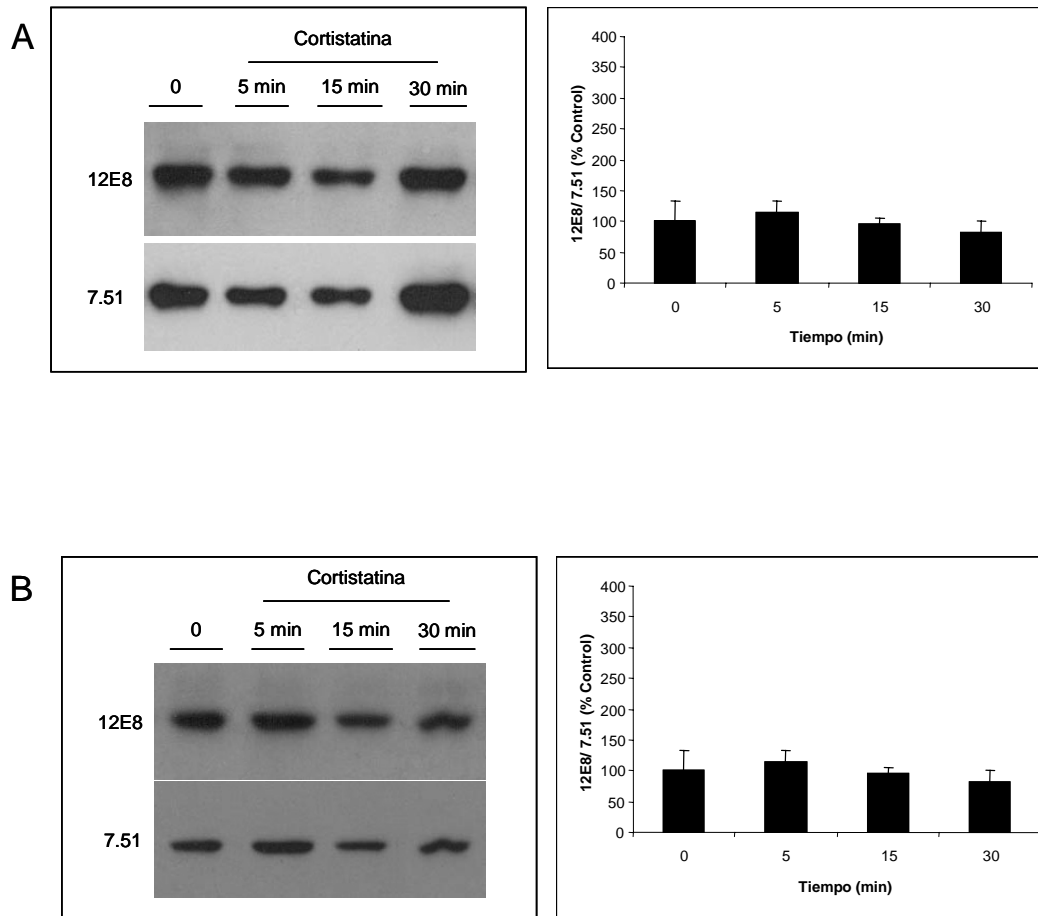 A
Cortistatina
0 5 min 15 min 30 min
12E8
7.51
400
350
300
250
200
150
100
50
0
12E8/ 7.51 (% Control)
0 5 15 30
Tiempo (min)
B
Cortistatina
0 5 min 15 min 30 min
12E8
7.51
400
350
300
250
200
150
100
50
0
12E8/ 7.51 (% Control)
0 5 15 30
Tiempo (min)